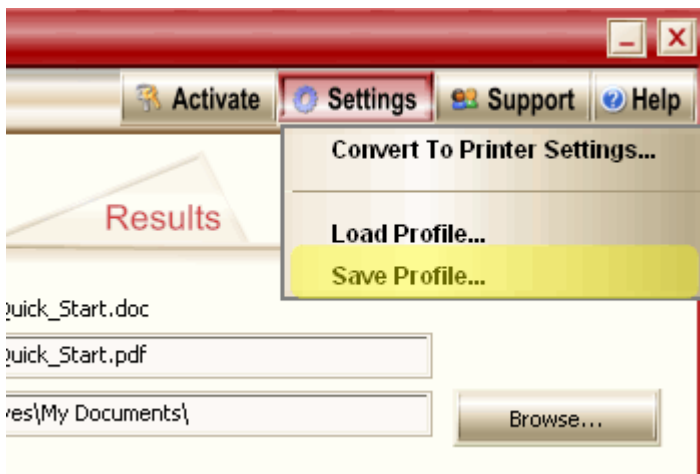 Activate Settings Support Help
Convert To Printer Settings...
Results
Load Profile...
Save Profile...
Quick_Start.doc
Quick_Start.pdf
ves\My Documents\
Browse...